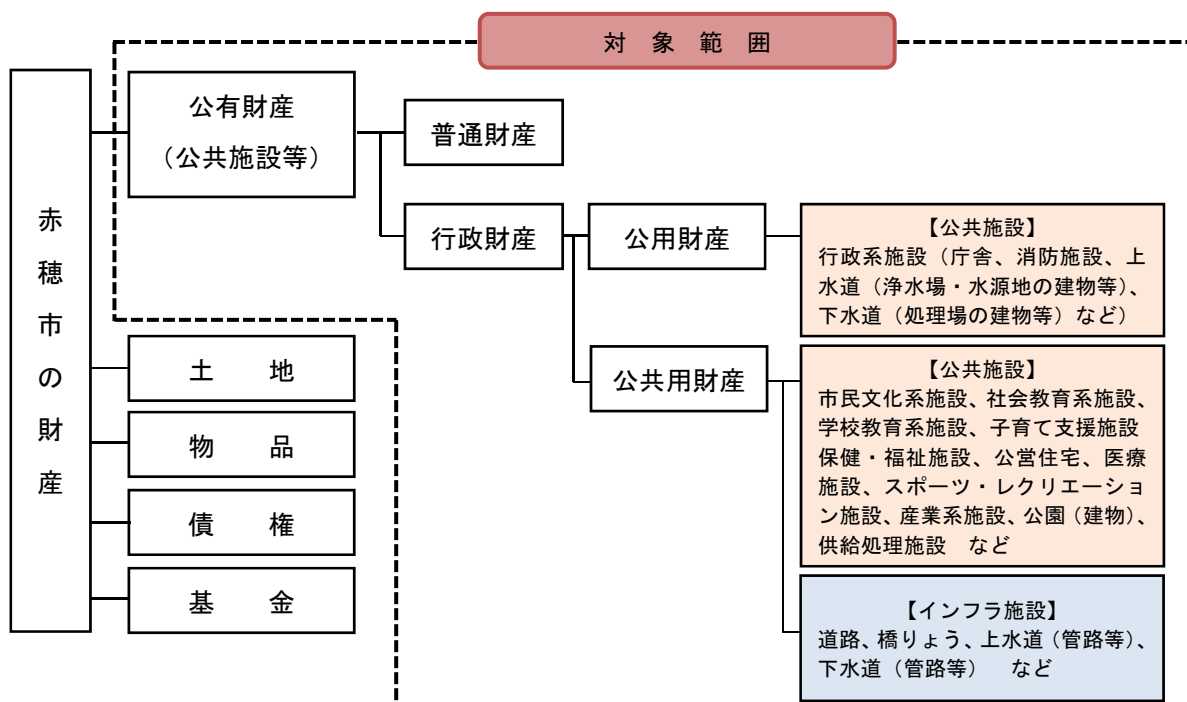 対象範囲
赤穂市の財産
公有財産
（公共施設等）
普通財産
行政財産
公用財産
【公共施設】
行政系施設（庁舎、消防施設、上
水道（浄水場・水源地の建物等）、
下水道（処理場の建物等）など）
公共用財産
【公共施設】
市民文化系施設、社会教育系施設、
学校教育系施設、子育て支援施設
保健・福祉施設、公営住宅、医療
施設、スポーツ・レクリエーショ
ン施設、産業系施設、公園（建物）、
供給処理施設　など
【インフラ施設】
道路、橋りょう、上水道（管路等）、
下水道（管路等）　など
土　地
物　品
債　権
基　金